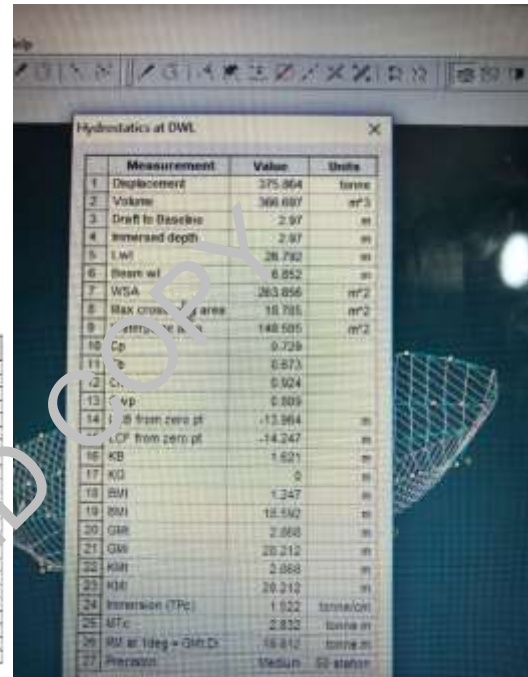 Help
Hydrostatics at DWL
Measurement Value Units
1 Displacement 375.864 tonne
2 Volume 366.697 m^3
3 Draft to Baseline 2.97 m
4 Immersed depth 2.97 m
5 Lwl 26.792 m
6 Beam wl 6.852 m
7 WSA 263.856 m^2
8 Max cross area 18.785 m^2
9 area 148.505 m^2
10 Cp 0.729
11 0.673
12 0.924
13 0.809
14 from zero pt -13.964 m
15 LCF from zero pt -14.247 m
16 KB 1.621 m
17 KG 0 m
18 BMt 1.247 m
19 BMl 18.592 m
20 GMt 2.868 m
21 GMl 20.212 m
22 KMt 2.868 m
23 KMl 20.212 m
24 Immersion (TPc) 1.522 tonne/cm
25 MTc 2.832 tonne.m
26 RM at 1deg = GMt.Di 18.812 tonne.m
27 Precision Medium 50 station
D COPY